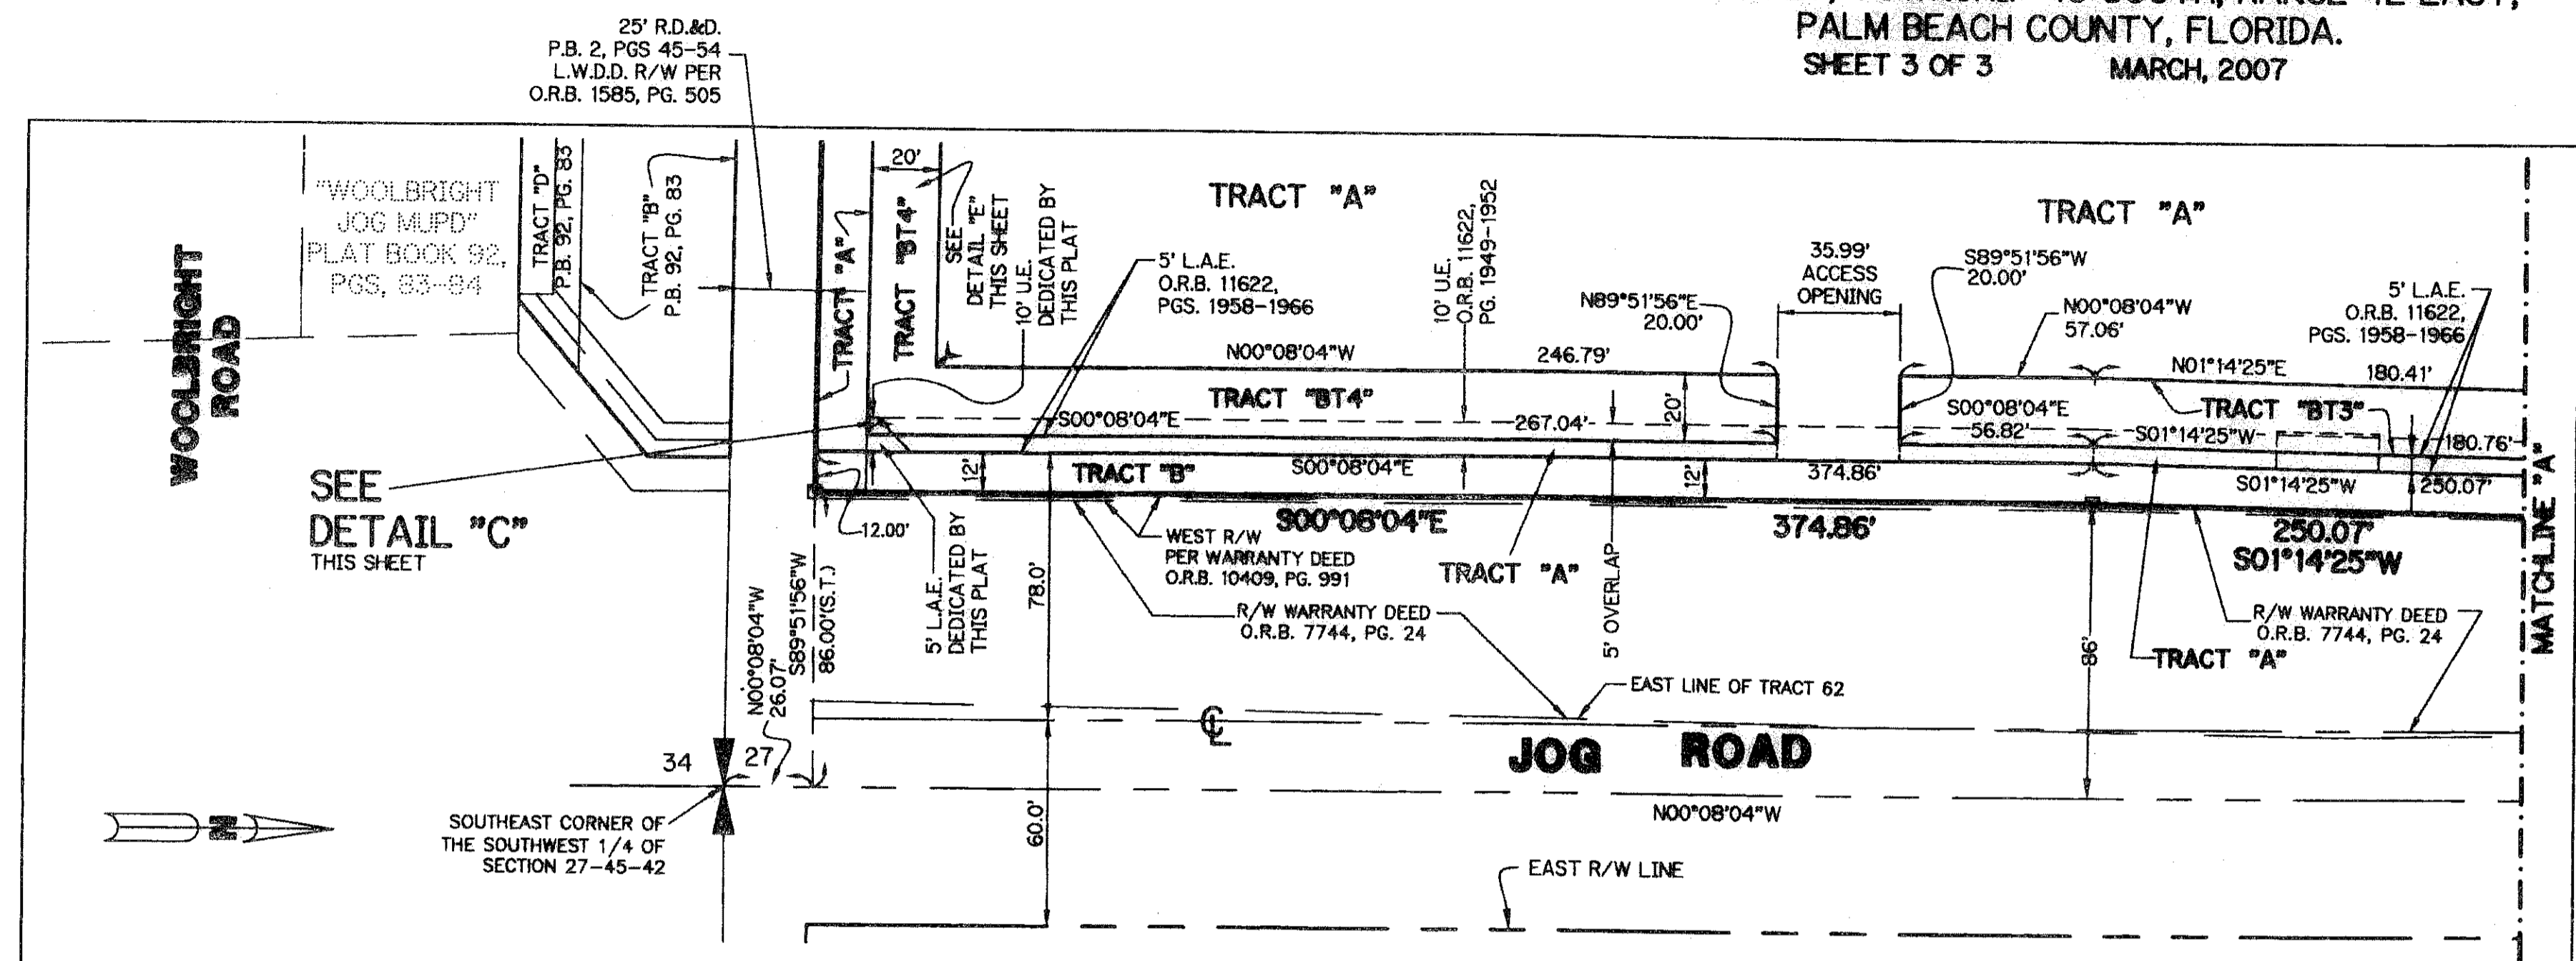 PALM BEACH COUNTY, FLORIDA.
SHEET 3 OF 3 MARCH, 2007
25' R.D.&D.
P.B. 2, PGS 45-54
L.W.D.D. R/W PER
O.R.B. 1585, PG. 505
WOOLBRIGHT
ROAD
"WOOLBRIGHT
JOG MUPD"
PLAT BOOK 92,
PGS, 83-84
TRACT "D"
P.B. 92, PG. 83
TRACT "B"
P.B. 92, PG. 83
TRACT "A"
20'
TRACT "BT4"
SEE
DETAIL "E"
THIS SHEET
10' U.E.
DEDICATED BY
THIS PLAT
5' L.A.E.
O.R.B. 11622,
PGS. 1958-1966
TRACT "A"
10' U.E.
O.R.B. 11622,
PG. 1949-1952
N89°51'56"E
20.00'
35.99'
ACCESS
OPENING
S89°51'56"W
20.00'
TRACT "A"
N00°08'04"W
57.06'
5' L.A.E.
O.R.B. 11622,
PGS. 1958-1966
N00°08'04"W 246.79'
N01°14'25"E 180.41'
TRACT "BT4"
20'
S00°08'04"E 267.04'
S00°08'04"E
56.82'
TRACT "BT3"
S01°14'25"W 180.76'
TRACT "B"
12'
S00°08'04"E
12'
374.86'
S01°14'25"W 250.07'
S00°08'04"E 374.86'
250.07'
S01°14'25"W
MATCHLINE "A"
SEE
DETAIL "C"
THIS SHEET
12.00'
5' L.A.E.
DEDICATED BY
THIS PLAT
WEST R/W
PER WARRANTY DEED
O.R.B. 10409, PG. 991
R/W WARRANTY DEED
O.R.B. 7744, PG. 24
TRACT "A"
5' OVERLAP
R/W WARRANTY DEED
O.R.B. 7744, PG. 24
TRACT "A"
N00°08'04"W
26.07'
S89°51'56"W
86.00'(S.T.)
78.0'
86'
EAST LINE OF TRACT 62
CL
JOG ROAD
34 27
N00°08'04"W
N
SOUTHEAST CORNER OF
THE SOUTHWEST 1/4 OF
SECTION 27-45-42
60.0'
EAST R/W LINE